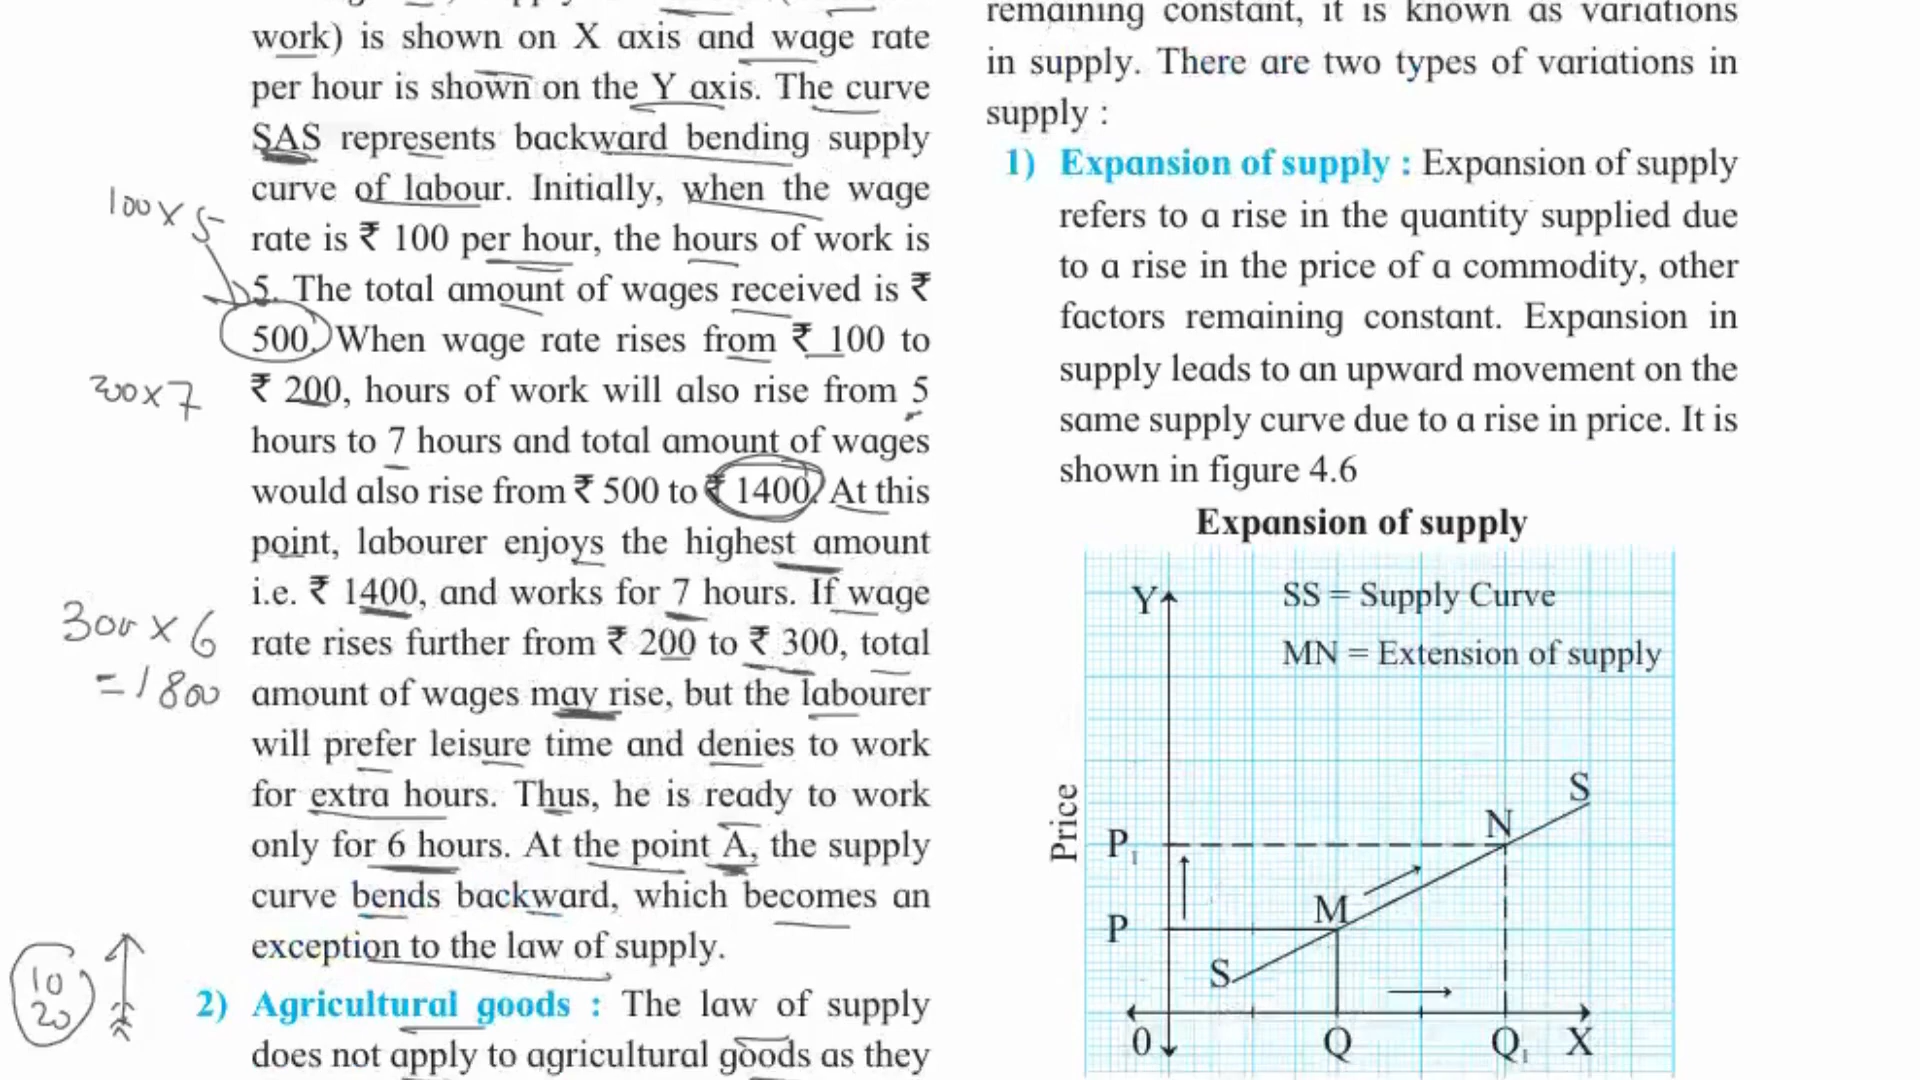 work) is shown on X axis and wage rate
per hour is shown on the Y axis. The curve
SAS represents backward bending supply
curve of labour. Initially, when the wage
rate is ₹ 100 per hour, the hours of work is
5. The total amount of wages received is ₹
500. When wage rate rises from ₹ 100 to
₹ 200, hours of work will also rise from 5
hours to 7 hours and total amount of wages
would also rise from ₹ 500 to ₹ 1400. At this
point, labourer enjoys the highest amount
i.e. ₹ 1400, and works for 7 hours. If wage
rate rises further from ₹ 200 to ₹ 300, total
amount of wages may rise, but the labourer
will prefer leisure time and denies to work
for extra hours. Thus, he is ready to work
only for 6 hours. At the point A, the supply
curve bends backward, which becomes an
exception to the law of supply.
2) Agricultural goods : The law of supply
does not apply to agricultural goods as they
100 x 5
200 x 7
300 x 6
= 1800
10
20
remaining constant, it is known as variations
in supply. There are two types of variations in
supply :
1) Expansion of supply : Expansion of supply
refers to a rise in the quantity supplied due
to a rise in the price of a commodity, other
factors remaining constant. Expansion in
supply leads to an upward movement on the
same supply curve due to a rise in price. It is
shown in figure 4.6
Expansion of supply
Y
SS = Supply Curve
MN = Extension of supply
Price
S
N
P₁
M
P
S
0 Q Q₁ X